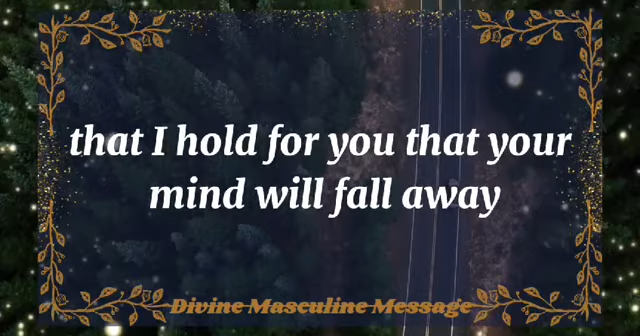 that I hold for you that your
mind will fall away
Divine Masculine Message